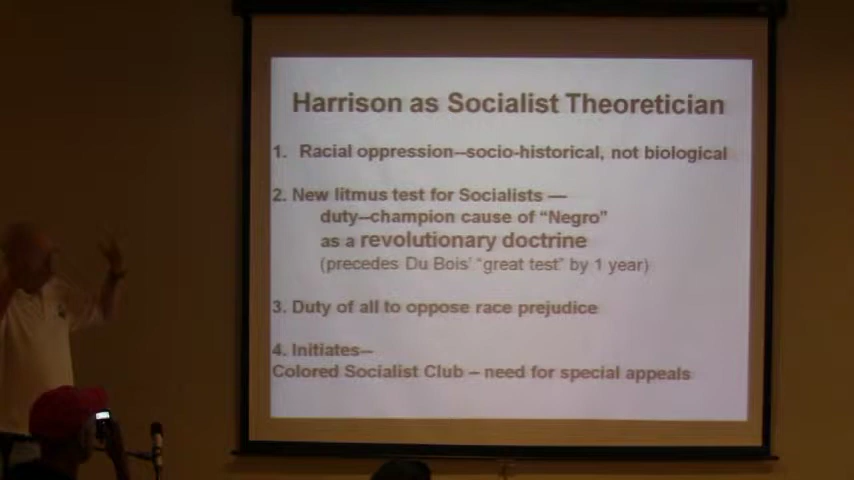 Harrison as Socialist Theoretician
1. Racial oppression–socio-historical, not biological
2. New litmus test for Socialists —
duty–champion cause of “Negro”
as a revolutionary doctrine
(precedes Du Bois’ “great test” by 1 year)
3. Duty of all to oppose race prejudice
4. Initiates–
Colored Socialist Club – need for special appeals